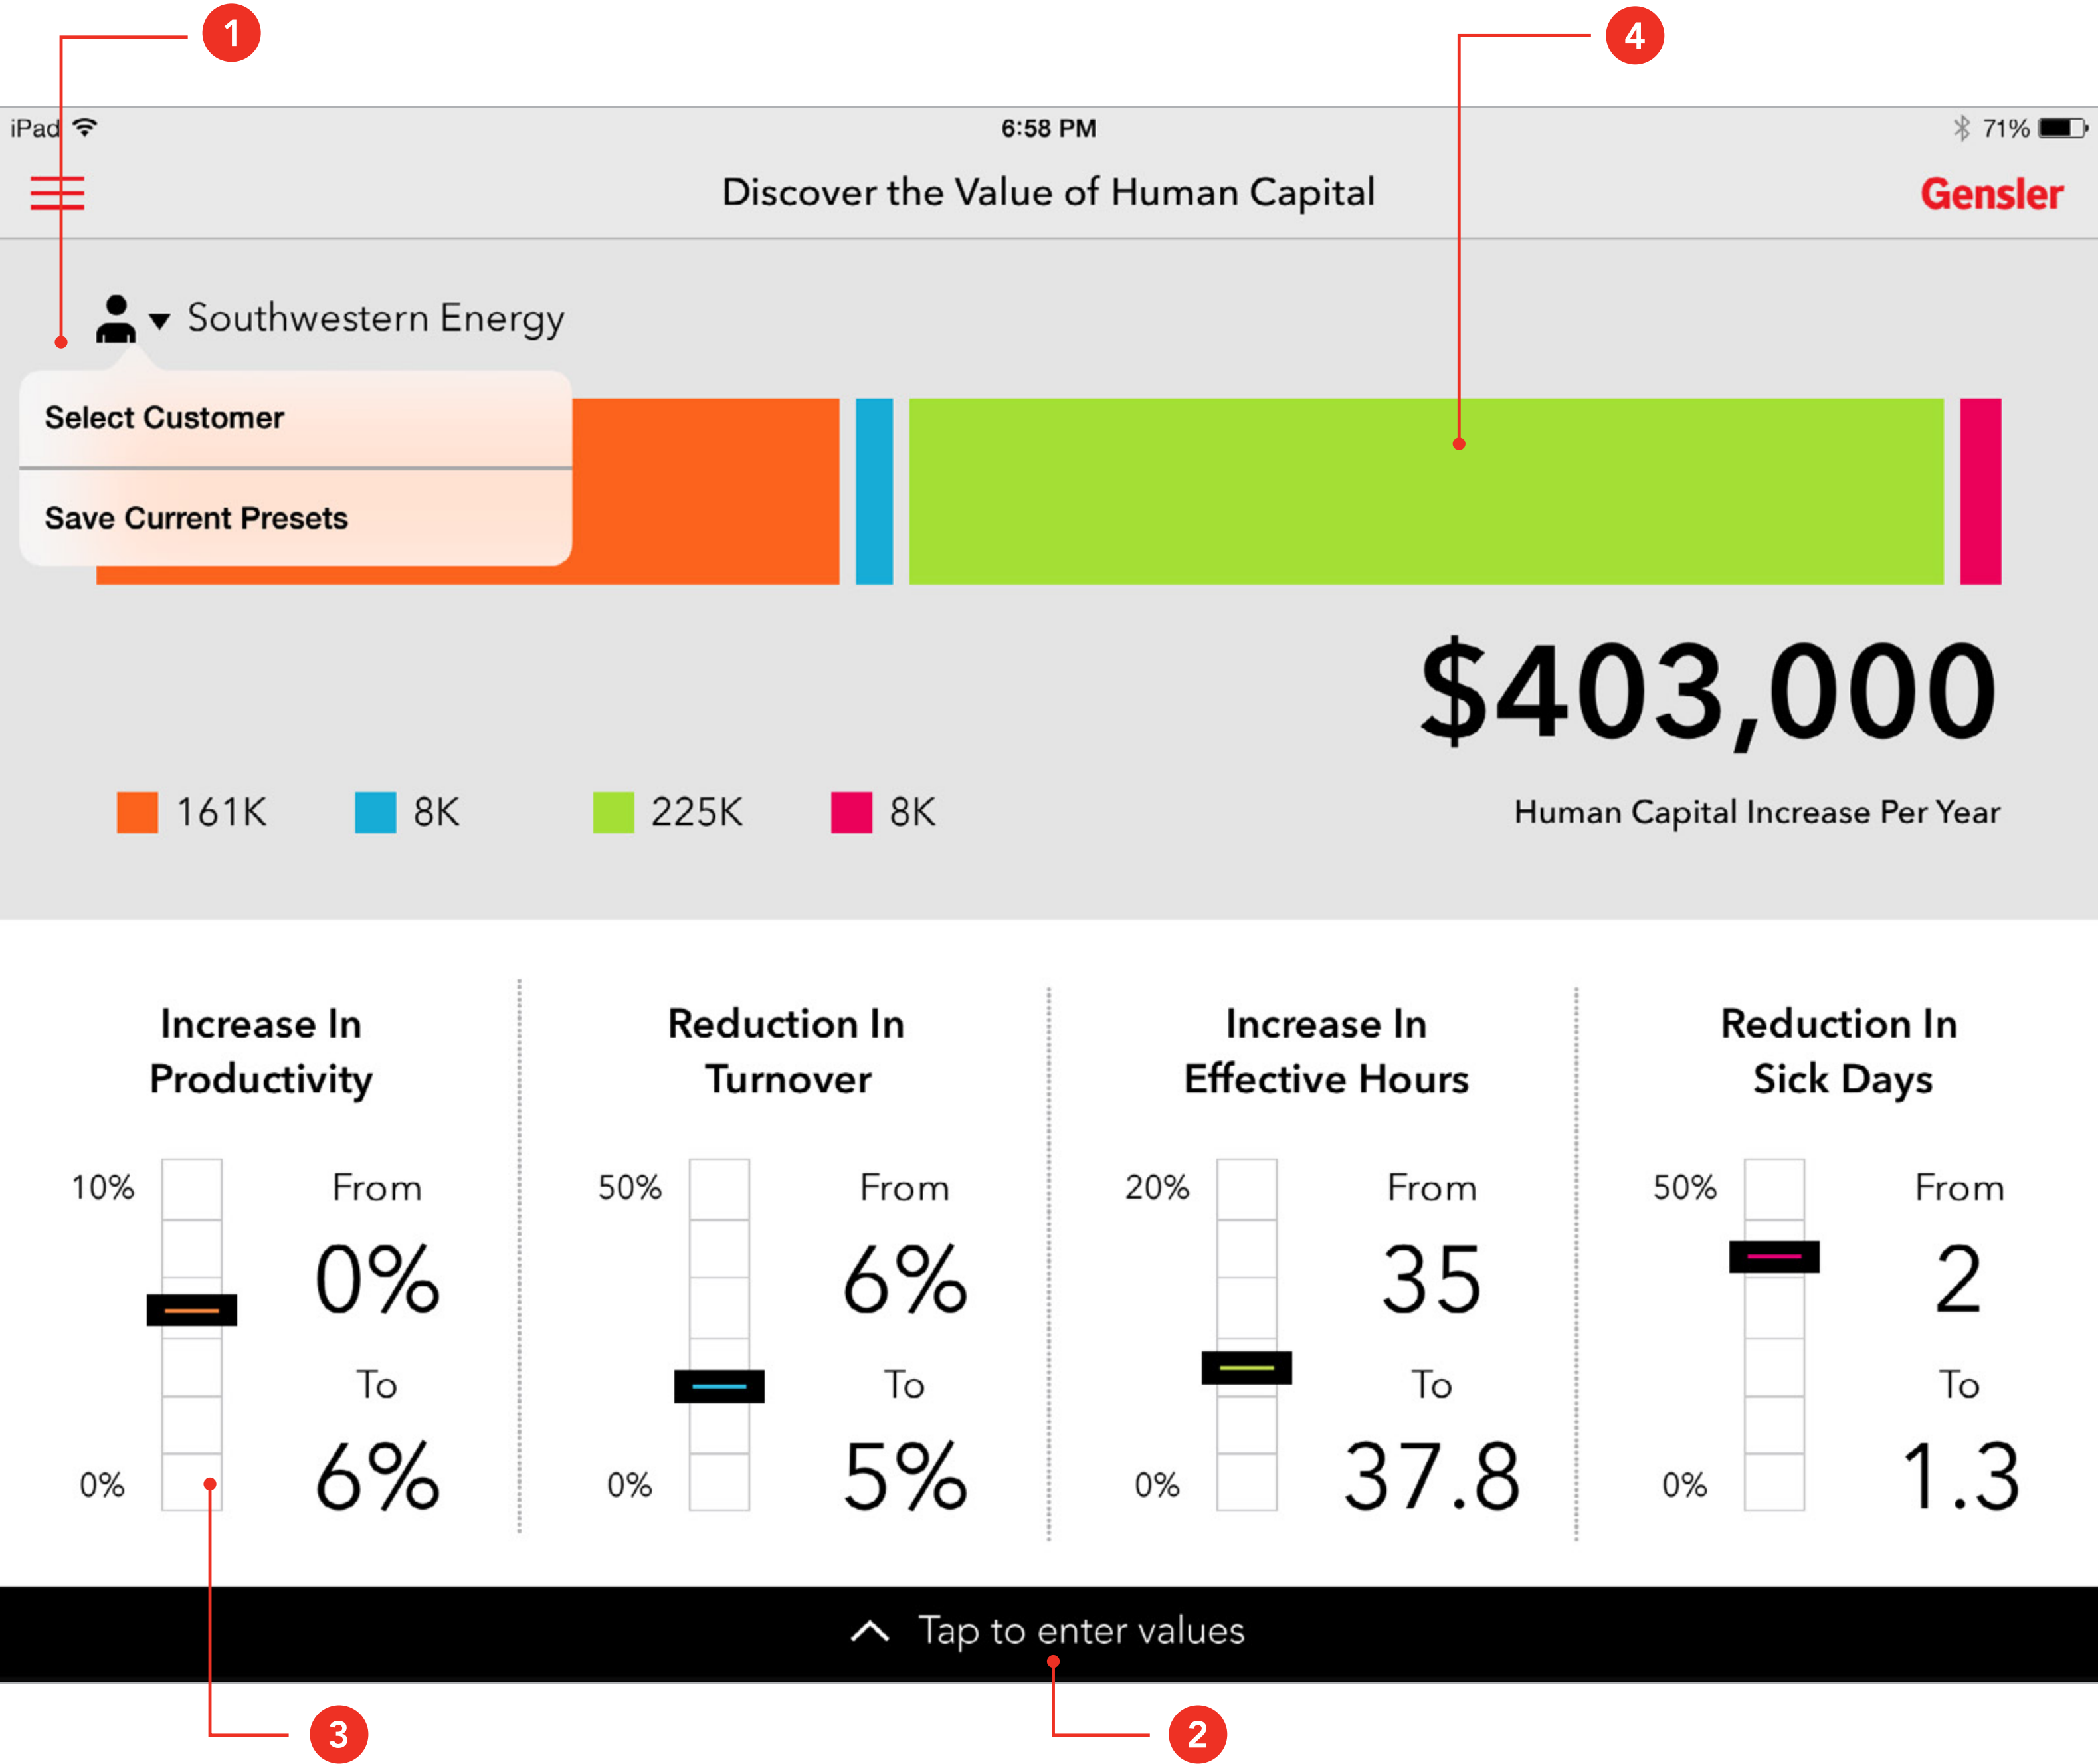 1
4
iPad
6:58 PM
71%
Discover the Value of Human Capital
Gensler
Southwestern Energy
Select Customer
Save Current Presets
$403,000
161K
8K
225K
8K
Human Capital Increase Per Year
Increase In
Productivity
10%
0%
From
0%
To
6%
Reduction In
Turnover
50%
0%
From
6%
To
5%
Increase In
Effective Hours
20%
0%
From
35
To
37.8
Reduction In
Sick Days
50%
0%
From
2
To
1.3
Tap to enter values
3
2